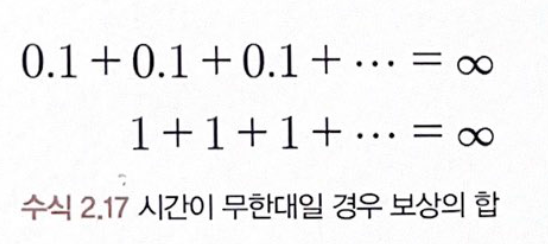 0.1 + 0.1 + 0.1 + ⋯ = ∞
1 + 1 + 1 + ⋯ = ∞
수식 2.17 시간이 무한대일 경우 보상의 합